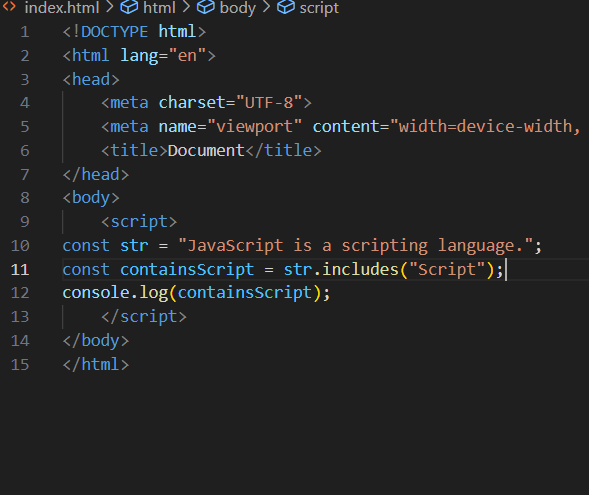 index.html > html > body > script
1 <!DOCTYPE html>
2 <html lang="en">
3 <head>
4     <meta charset="UTF-8">
5     <meta name="viewport" content="width=device-width,
6     <title>Document</title>
7 </head>
8 <body>
9     <script>
10 const str = "JavaScript is a scripting language.";
11 const containsScript = str.includes("Script");
12 console.log(containsScript);
13     </script>
14 </body>
15 </html>